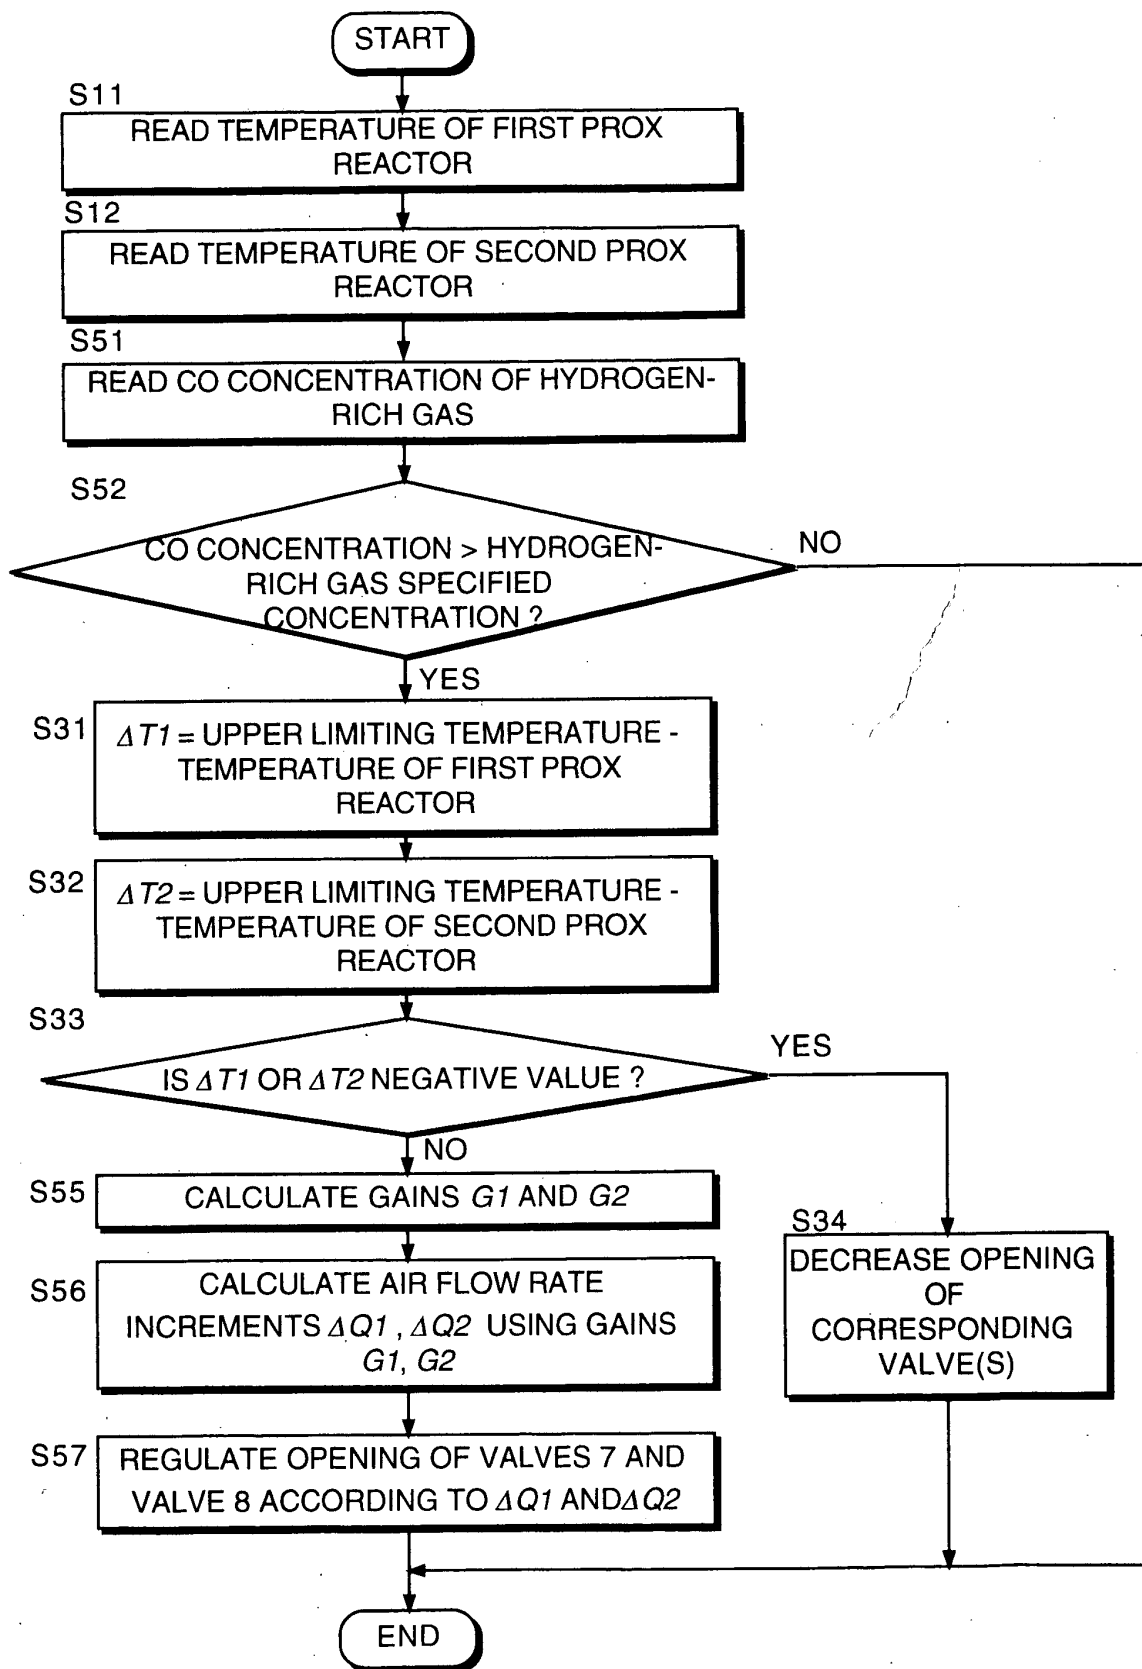 START
S11
READ TEMPERATURE OF FIRST PROX
REACTOR
S12
READ TEMPERATURE OF SECOND PROX
REACTOR
S51
READ CO CONCENTRATION OF HYDROGEN-
RICH GAS
S52
CO CONCENTRATION > HYDROGEN-
RICH GAS SPECIFIED
CONCENTRATION ?
NO
YES
S31
ΔT1 = UPPER LIMITING TEMPERATURE -
TEMPERATURE OF FIRST PROX
REACTOR
S32
ΔT2 = UPPER LIMITING TEMPERATURE -
TEMPERATURE OF SECOND PROX
REACTOR
S33
IS ΔT1 OR ΔT2 NEGATIVE VALUE ?
YES
NO
S55
CALCULATE GAINS G1 AND G2
S34
DECREASE OPENING
OF
CORRESPONDING
VALVE(S)
S56
CALCULATE AIR FLOW RATE
INCREMENTS ΔQ1 , ΔQ2 USING GAINS
G1, G2
S57
REGULATE OPENING OF VALVES 7 AND
VALVE 8 ACCORDING TO ΔQ1 ANDΔQ2
END